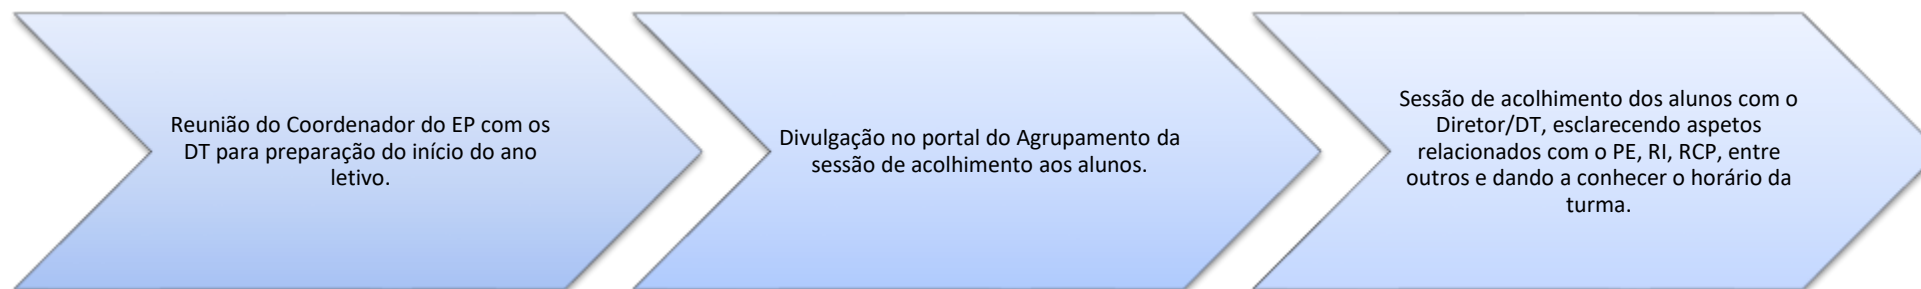 Reunião do Coordenador do EP com os
DT para preparação do início do ano
letivo.
Divulgação no portal do Agrupamento da
sessão de acolhimento aos alunos.
Sessão de acolhimento dos alunos com o
Diretor/DT, esclarecendo aspetos
relacionados com o PE, RI, RCP, entre
outros e dando a conhecer o horário da
turma.